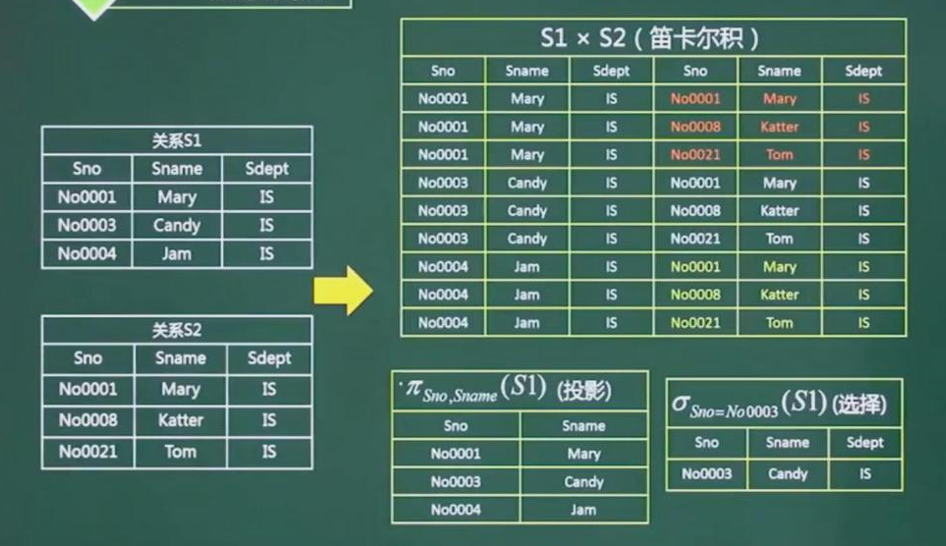 关系S1
Sno Sname Sdept
No0001 Mary IS
No0003 Candy IS
No0004 Jam IS
关系S2
Sno Sname Sdept
No0001 Mary IS
No0008 Katter IS
No0021 Tom IS
S1 × S2 ( 笛卡尔积 )
Sno Sname Sdept Sno Sname Sdept
No0001 Mary IS No0001 Mary IS
No0001 Mary IS No0008 Katter IS
No0001 Mary IS No0021 Tom IS
No0003 Candy IS No0001 Mary IS
No0003 Candy IS No0008 Katter IS
No0003 Candy IS No0021 Tom IS
No0004 Jam IS No0001 Mary IS
No0004 Jam IS No0008 Katter IS
No0004 Jam IS No0021 Tom IS
π Sno,Sname (S1) (投影)
Sno Sname
No0001 Mary
No0003 Candy
No0004 Jam
σ Sno=No0003 (S1) (选择)
Sno Sname Sdept
No0003 Candy IS